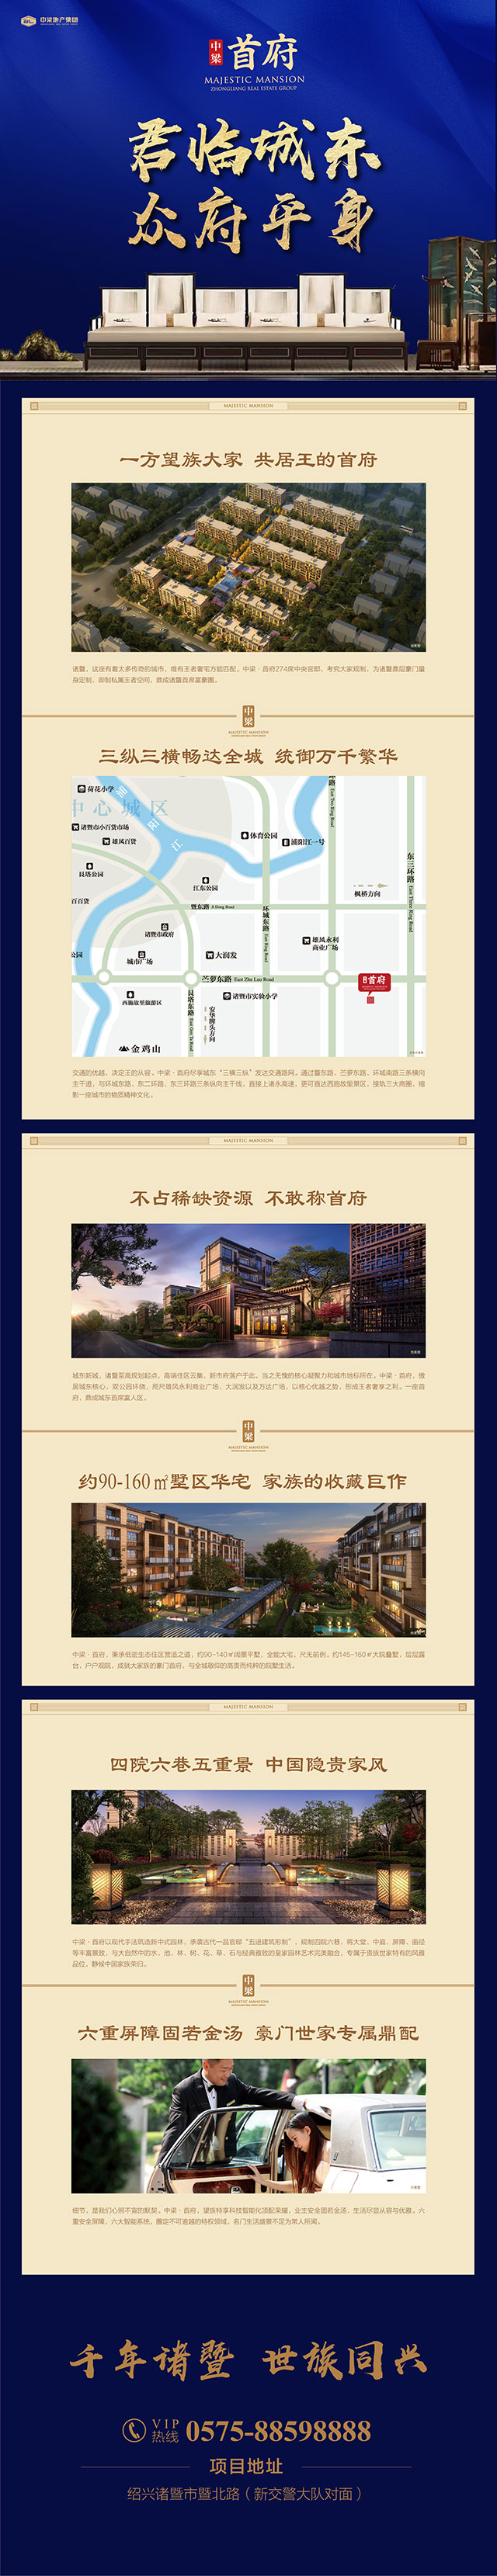 中梁地产集团
中梁
首府
MAJESTIC MANSION
ZHONGLIANG REAL ESTATE GROUP
君临城东
众府平身
MAJESTIC MANSION
一方望族大家 共居王的首府
诸暨，这座有着太多传奇的城市，唯有王者奢宅方能匹配。中梁·首府274席中央官邸，考究大家规制，为诸暨鼎层豪门量
身定制，御制私属王者空间，鼎成诸暨首席富豪圈。
中梁
MAJESTIC MANSION
三纵三横畅达全城 统御万千繁华
荷花小学
中心城区
诸暨市小百货市场
雄风百货
江
体育公园
浦阳江一号
东二环路
East Two Ring Road
东三环路
East Three Ring Road
艮塔公园
江东公园
枫桥方向
百百货
暨东路 Ji Dong Road
诸暨市政府
环城东路
East Ring Road
公园
城市广场
大润发
雄风永利
商业广场
苎萝东路 East Zhu Luo Road
首府
西施故里旅游区
诸暨市实验小学
艮塔东路
安华牌头方向
金鸡山
交通的优越，决定王的从容，中梁·首府尽享城东“三横三纵”发达交通路网。通过暨东路、苎萝东路、环城南路三条横向
主干道，与环城东路、东二环路、东三环路三条纵向主干线，直接上诸永高速，更可直达西施故里景区，接轨三大商圈，缩
影一座城市的物质精神文化。
MAJESTIC MANSION
不占稀缺资源 不敢称首府
城东新城，诸暨至高规划起点，高端住区云集，新市府落户于此，当之无愧的核心凝聚力和城市地标所在。中梁·首府，傲
居城东核心，双公园环绕，咫尺雄风永利商业广场、大润发以及万达广场，以核心优越之势，形成王者奢享之利。一座首
府，鼎成城东首席富人区。
中梁
MAJESTIC MANSION
约90-160㎡墅区华宅 家族的收藏巨作
中梁·首府，秉承低密生态住区营造之道，约90-140㎡阔景平墅，全能大宅，尺无前例，约145-160㎡大院叠墅，层层露
台，户户观院，成就大家族的豪门首府，与全城敬仰的高贵而纯粹的院墅生活。
MAJESTIC MANSION
四院六巷五重景 中国隐贵家风
中梁·首府以现代手法筑造新中式园林，承袭古代一品官邸“五进建筑形制”，规制四院六巷，将大堂、中庭、屏障、曲径
等丰富景致，与大自然中的水、池、林、树、花、草、石与经典雅致的皇家园林艺术完美融合，专属于贵族世家特有的风雅
品位，静候中国家族荣归。
中梁
MAJESTIC MANSION
六重屏障固若金汤 豪门世家专属鼎配
细节，是我们心照不宣的默契，中梁·首府，望族特享科技智能化顶配荣耀，业主安全固若金汤，生活尽显从容与优雅。六
重安全屏障，六大智能系统，圈定不可逾越的特权领域，名门生活盛景不足为常人所闻。
千年诸暨 世族同兴
VIP
热线
0575-88598888
项目地址
绍兴诸暨市暨北路（新交警大队对面）